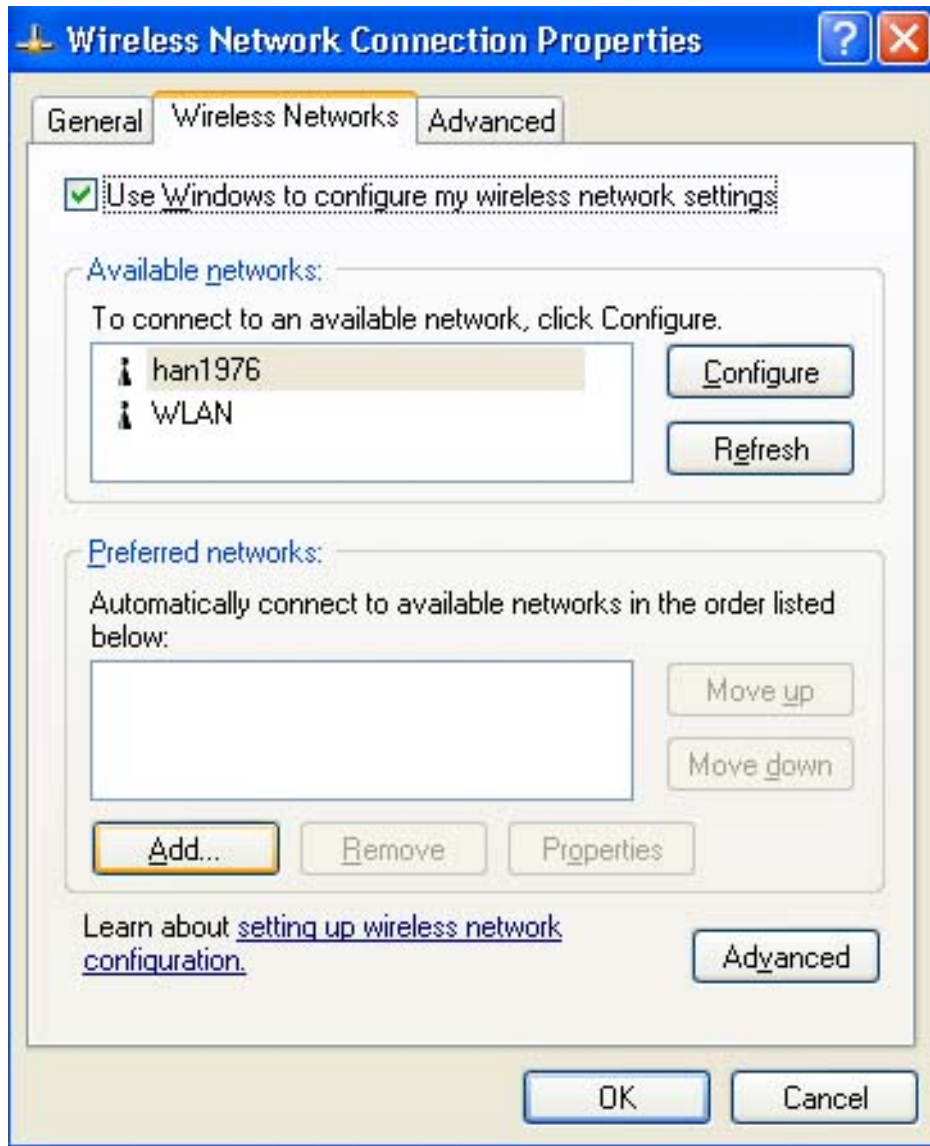 Wireless Network Connection Properties
General
Wireless Networks
Advanced
Use Windows to configure my wireless network settings
Available networks:
To connect to an available network, click Configure.
han1976
WLAN
Configure
Refresh
Preferred networks:
Automatically connect to available networks in the order listed
below:
Move up
Move down
Add...
Remove
Properties
Learn about setting up wireless network
configuration.
Advanced
OK
Cancel